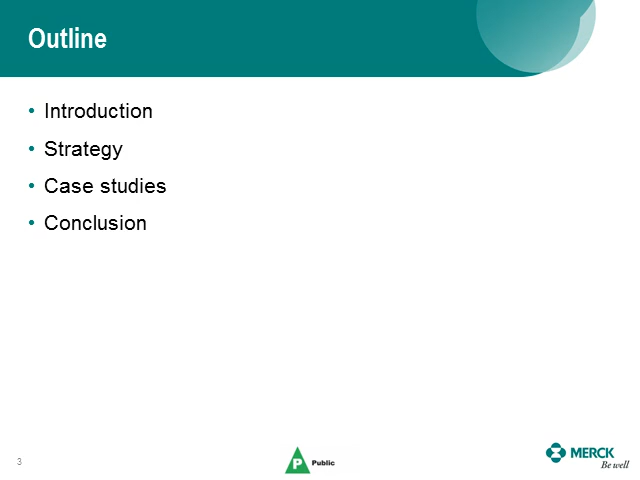 Outline
• Introduction
• Strategy
• Case studies
• Conclusion
3
P Public
MERCK
Be well